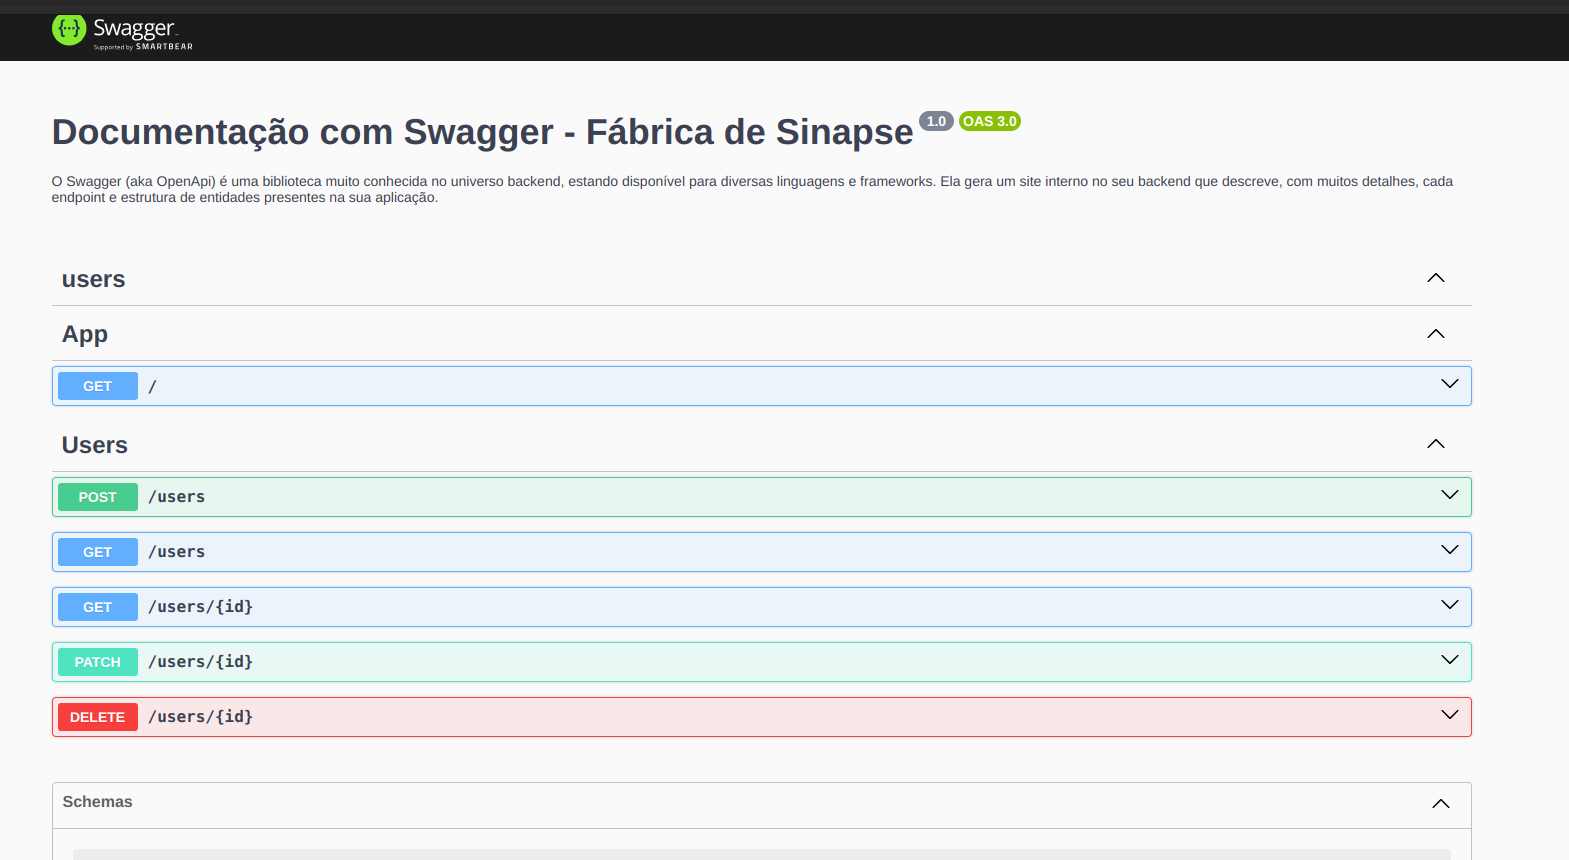 {···} Swagger
Supported by SMARTBEAR
Documentação com Swagger - Fábrica de Sinapse 1.0 OAS 3.0
O Swagger (aka OpenApi) é uma biblioteca muito conhecida no universo backend, estando disponível para diversas linguagens e frameworks. Ela gera um site interno no seu backend que descreve, com muitos detalhes, cada
endpoint e estrutura de entidades presentes na sua aplicação.
users
App
GET /
Users
POST /users
GET /users
GET /users/{id}
PATCH /users/{id}
DELETE /users/{id}
Schemas